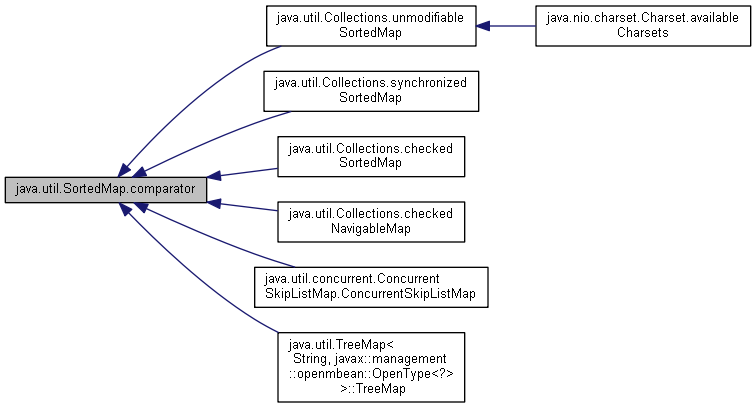 java.util.Collections.unmodifiable
SortedMap
java.nio.charset.Charset.available
Charsets
java.util.Collections.synchronized
SortedMap
java.util.Collections.checked
SortedMap
java.util.SortedMap.comparator
java.util.Collections.checked
NavigableMap
java.util.concurrent.Concurrent
SkipListMap.ConcurrentSkipListMap
java.util.TreeMap<
String, javax::management
::openmbean::OpenType<?>
>::TreeMap